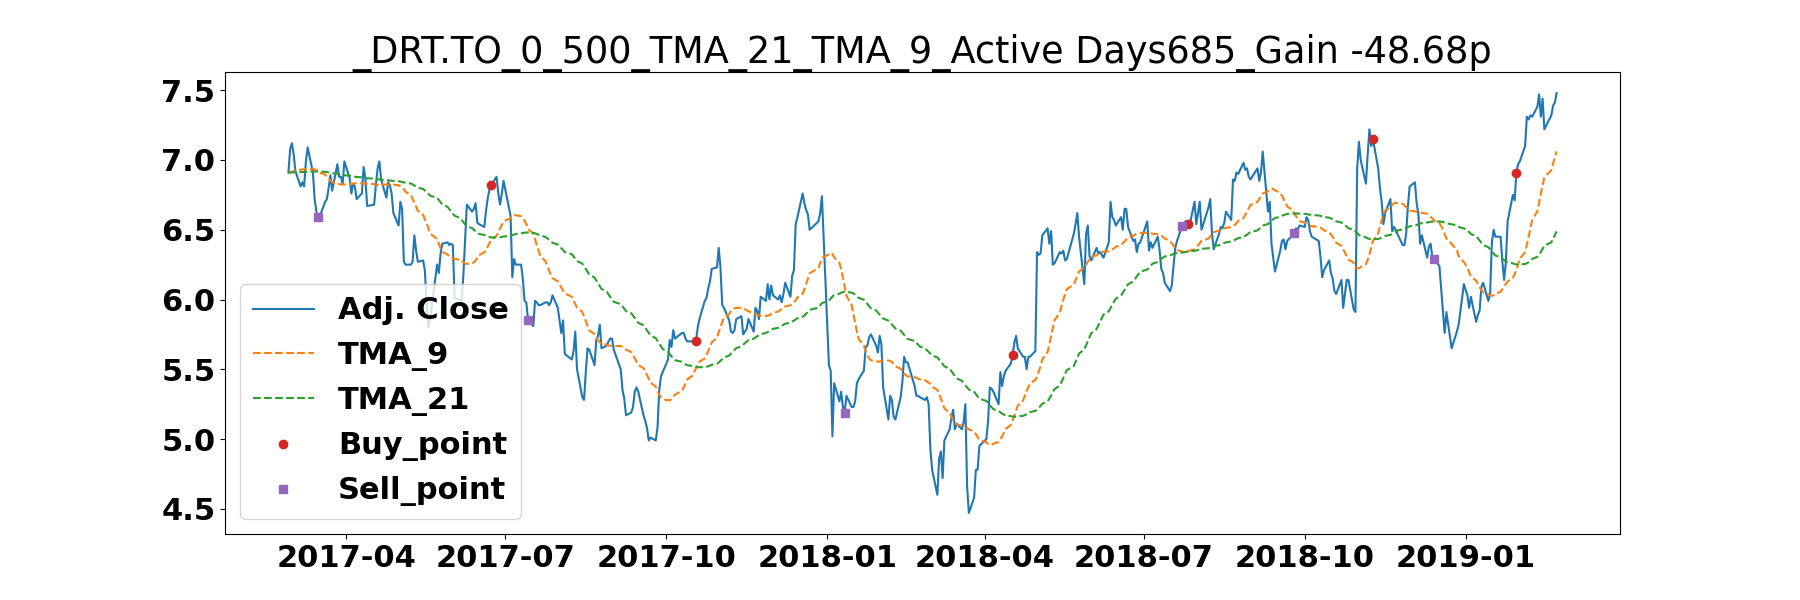 _DRT.TO_0_500_TMA_21_TMA_9_Active Days685_Gain -48.68p
7.5
7.0
6.5
6.0
5.5
5.0
4.5
Adj. Close
TMA_9
TMA_21
Buy_point
Sell_point
2017-04 2017-07 2017-10 2018-01 2018-04 2018-07 2018-10 2019-01